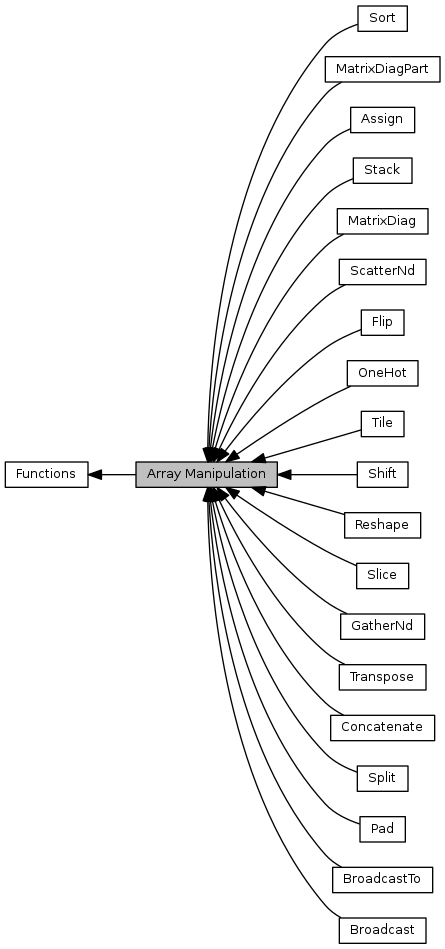 Sort
MatrixDiagPart
Assign
Stack
MatrixDiag
ScatterNd
Flip
OneHot
Tile
Functions
Array Manipulation
Shift
Reshape
Slice
GatherNd
Transpose
Concatenate
Split
Pad
BroadcastTo
Broadcast